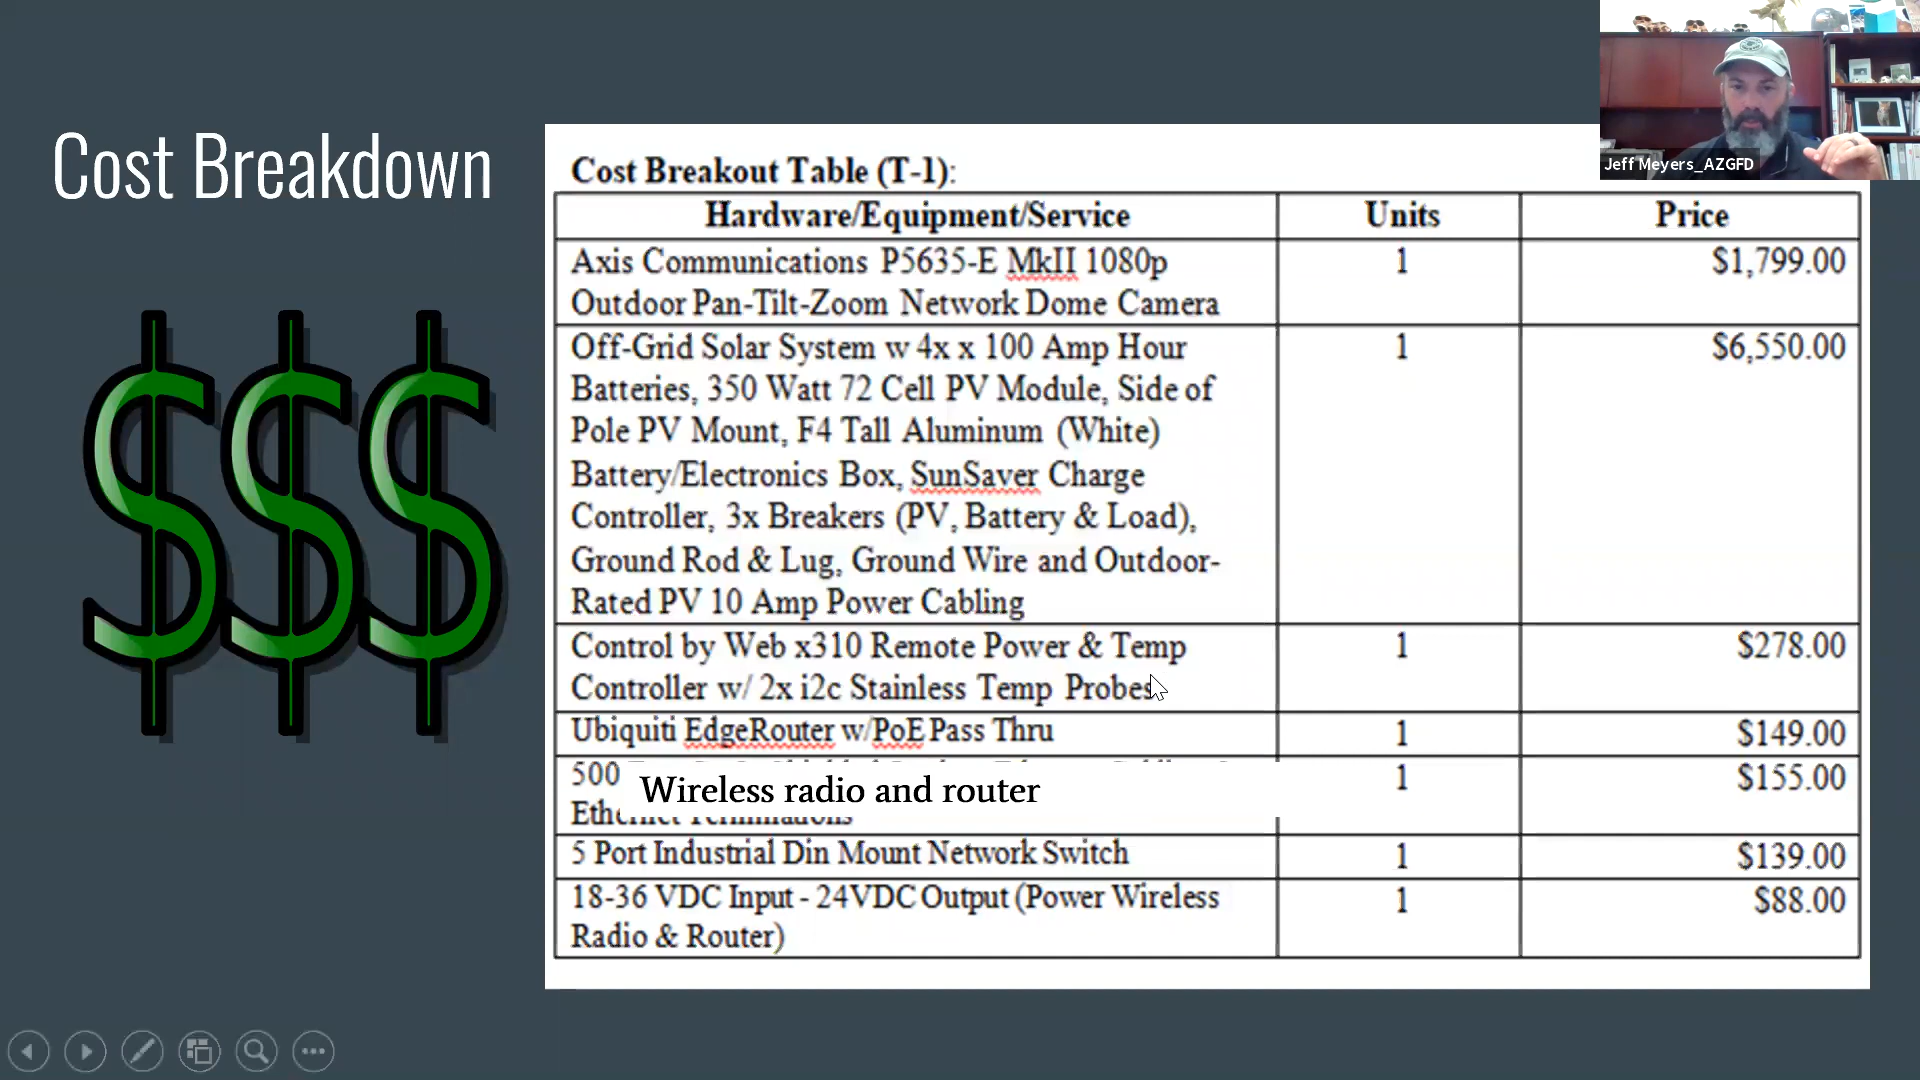 Cost Breakdown
Jeff Meyers_AZGFD
Cost Breakout Table (T-1):
Hardware/Equipment/Service Units Price
Axis Communications P5635-E MkII 1080p 1 $1,799.00
Outdoor Pan-Tilt-Zoom Network Dome Camera
Off-Grid Solar System w 4x x 100 Amp Hour 1 $6,550.00
Batteries, 350 Watt 72 Cell PV Module, Side of
Pole PV Mount, F4 Tall Aluminum (White)
Battery/Electronics Box, SunSaver Charge
Controller, 3x Breakers (PV, Battery & Load),
Ground Rod & Lug, Ground Wire and Outdoor-
Rated PV 10 Amp Power Cabling
Control by Web x310 Remote Power & Temp 1 $278.00
Controller w/ 2x i2c Stainless Temp Probes
Ubiquiti EdgeRouter w/PoE Pass Thru 1 $149.00
500 1 $155.00
Wireless radio and router
Ethernet Terminations
5 Port Industrial Din Mount Network Switch 1 $139.00
18-36 VDC Input - 24VDC Output (Power Wireless 1 $88.00
Radio & Router)